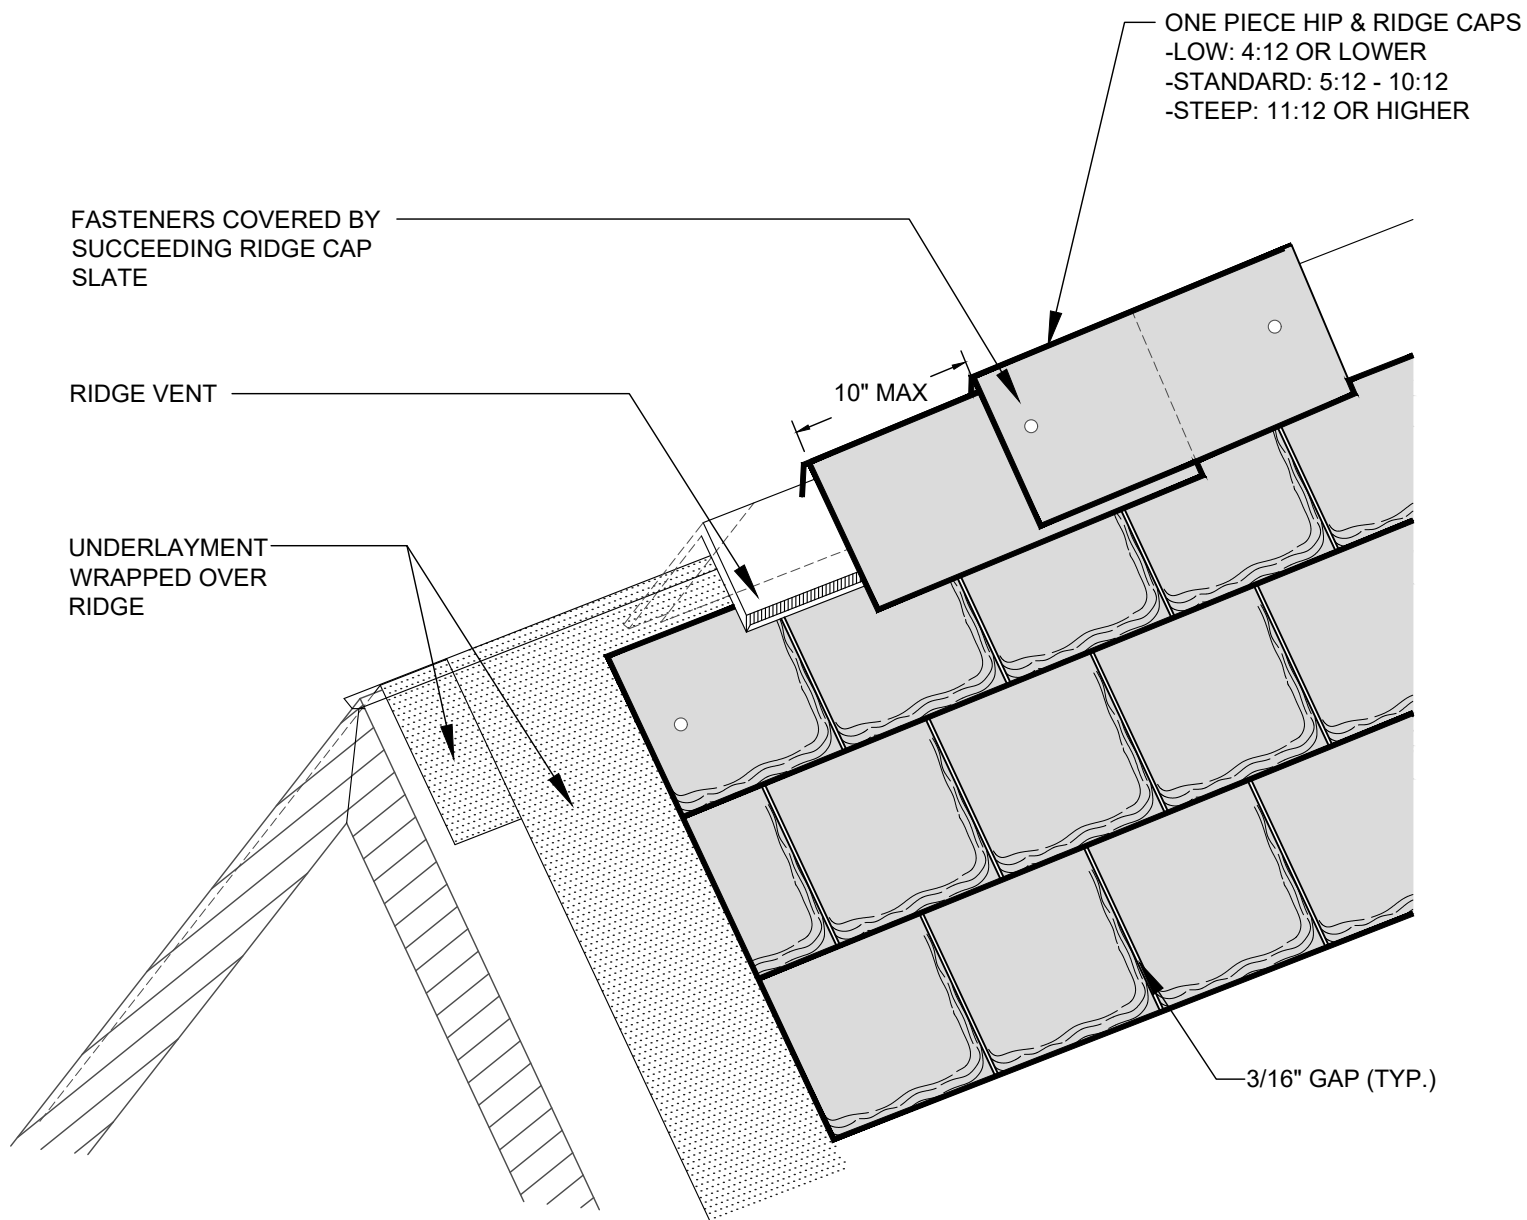 ONE PIECE HIP & RIDGE CAPS
-LOW: 4:12 OR LOWER
-STANDARD: 5:12 - 10:12
-STEEP: 11:12 OR HIGHER
FASTENERS COVERED BY
SUCCEEDING RIDGE CAP
SLATE
10" MAX
RIDGE VENT
UNDERLAYMENT
WRAPPED OVER
RIDGE
3/16" GAP (TYP.)